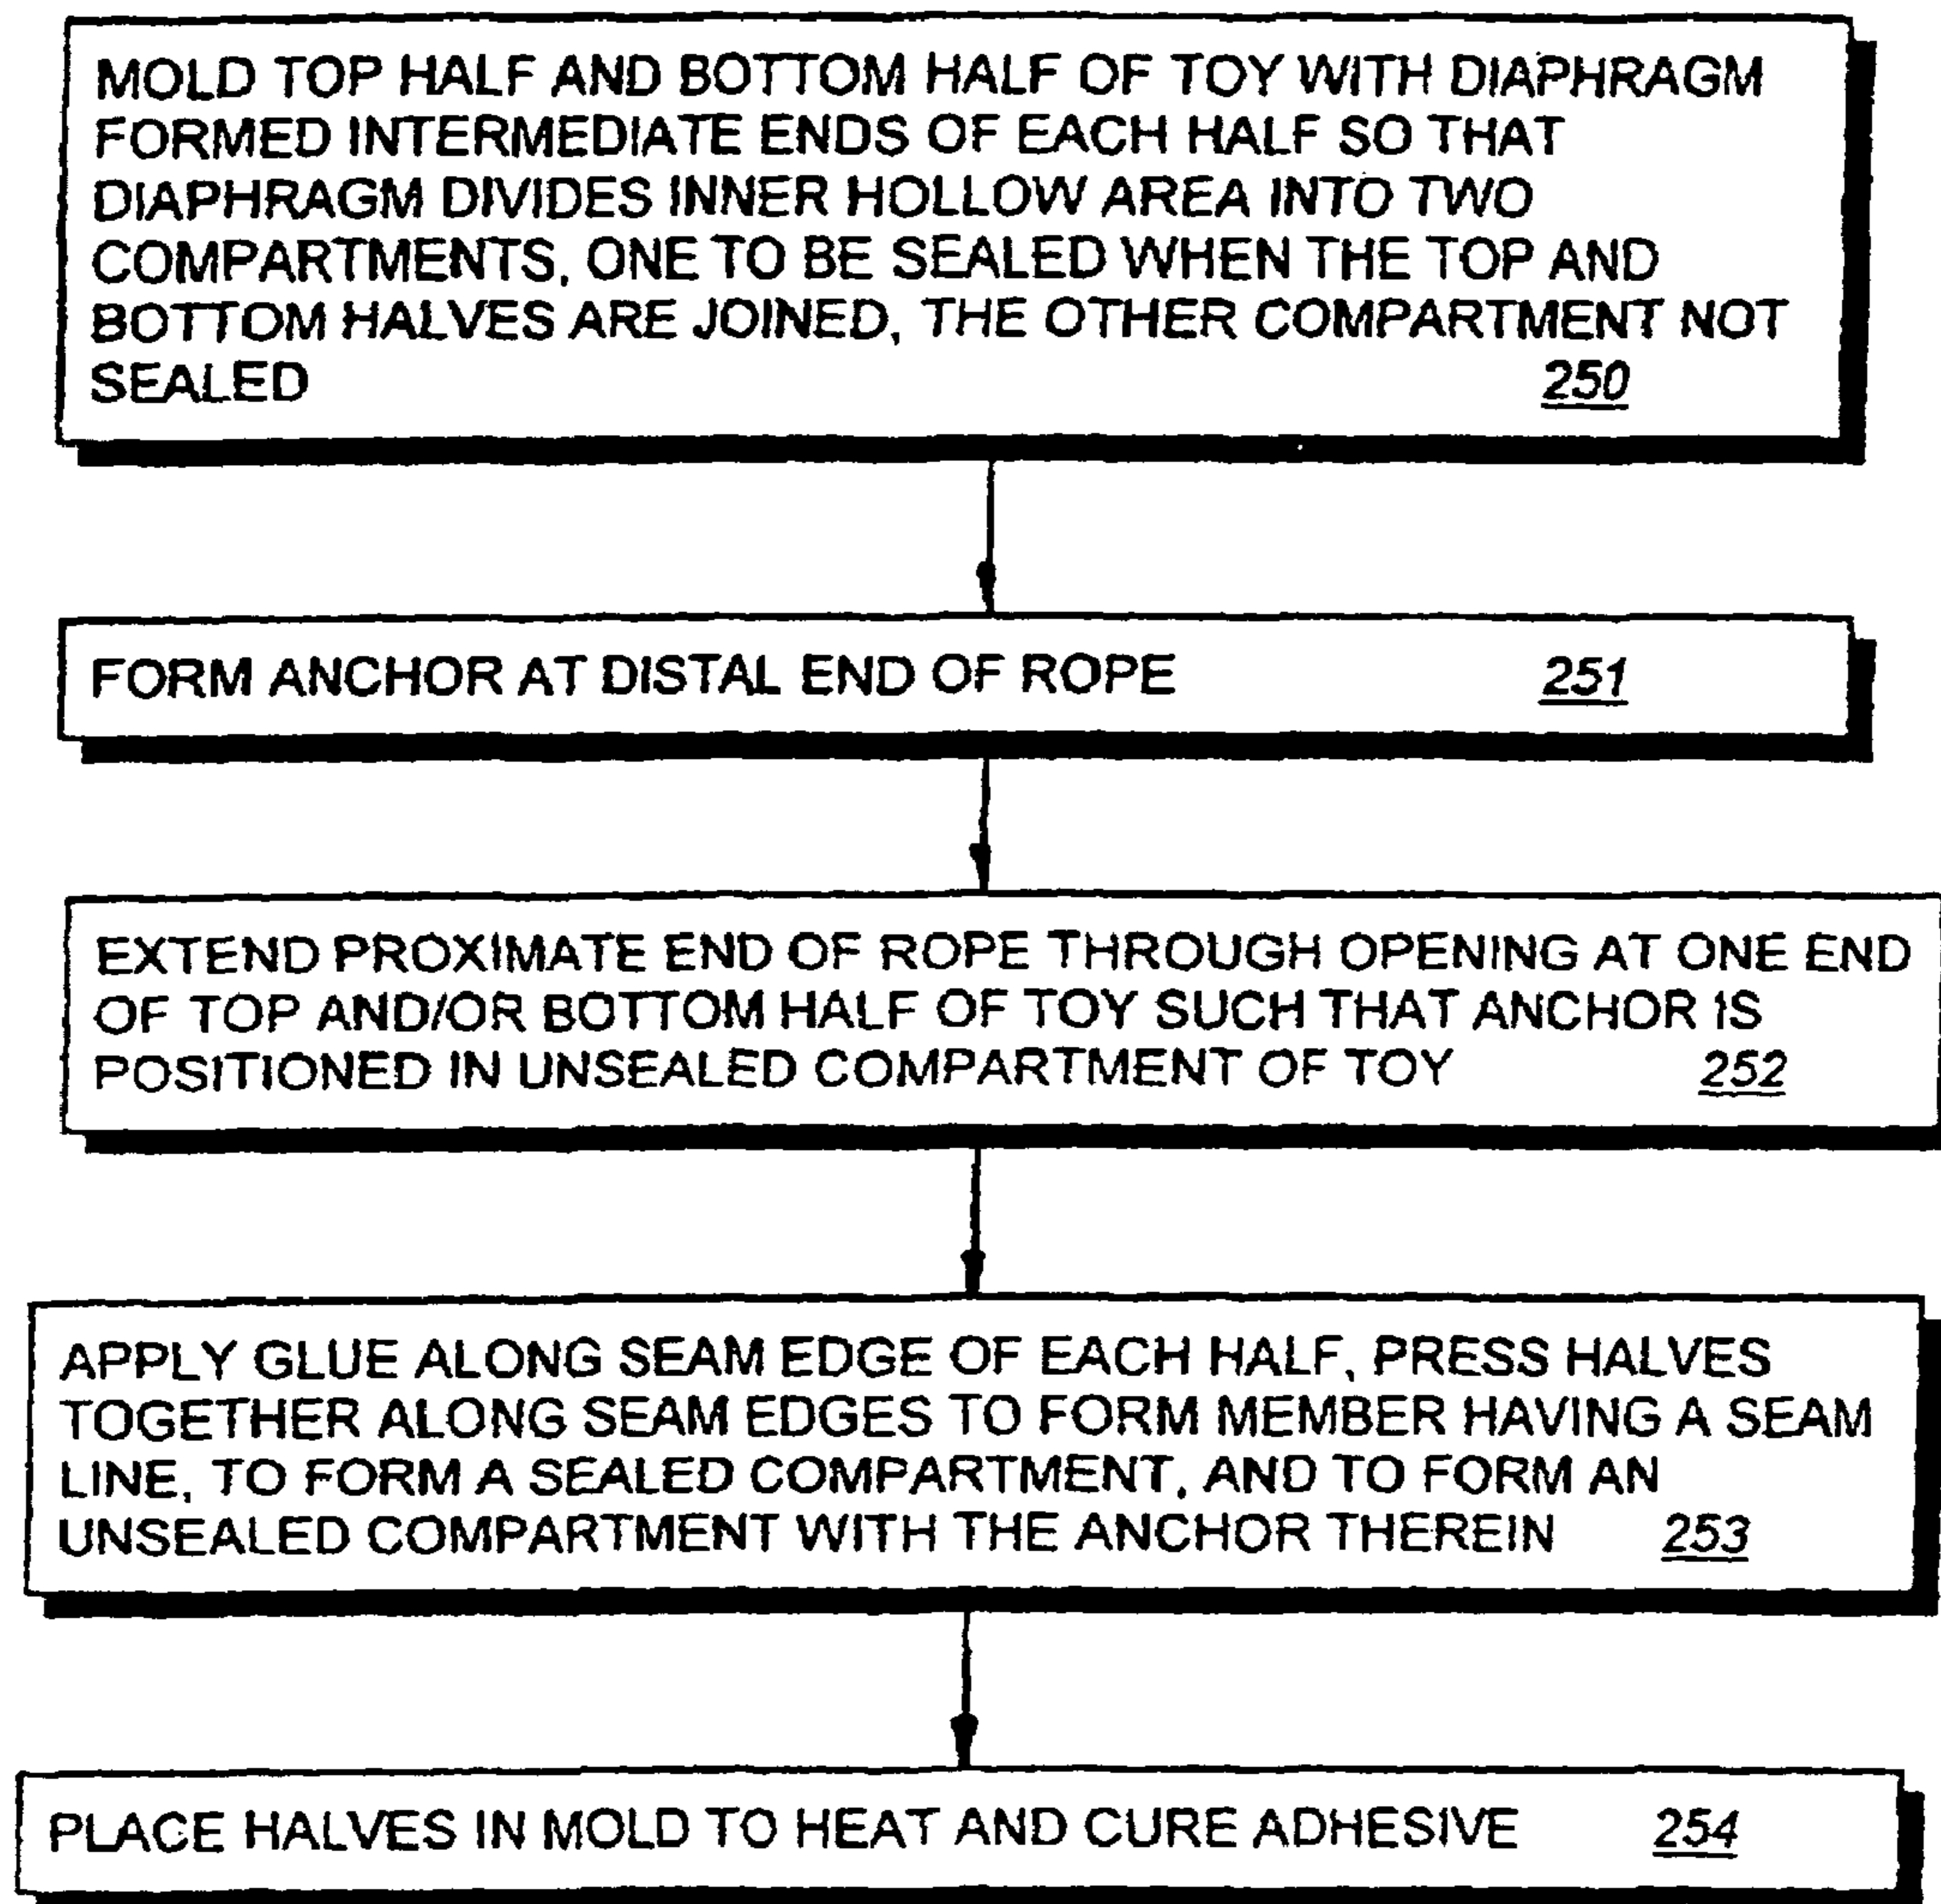 MOLD TOP HALF AND BOTTOM HALF OF TOY WITH DIAPHRAGM
FORMED INTERMEDIATE ENDS OF EACH HALF SO THAT
DIAPHRAGM DIVIDES INNER HOLLOW AREA INTO TWO
COMPARTMENTS, ONE TO BE SEALED WHEN THE TOP AND
BOTTOM HALVES ARE JOINED, THE OTHER COMPARTMENT NOT
SEALED 250
FORM ANCHOR AT DISTAL END OF ROPE 251
EXTEND PROXIMATE END OF ROPE THROUGH OPENING AT ONE END
OF TOP AND/OR BOTTOM HALF OF TOY SUCH THAT ANCHOR IS
POSITIONED IN UNSEALED COMPARTMENT OF TOY 252
APPLY GLUE ALONG SEAM EDGE OF EACH HALF, PRESS HALVES
TOGETHER ALONG SEAM EDGES TO FORM MEMBER HAVING A SEAM
LINE, TO FORM A SEALED COMPARTMENT, AND TO FORM AN
UNSEALED COMPARTMENT WITH THE ANCHOR THEREIN 253
PLACE HALVES IN MOLD TO HEAT AND CURE ADHESIVE 254